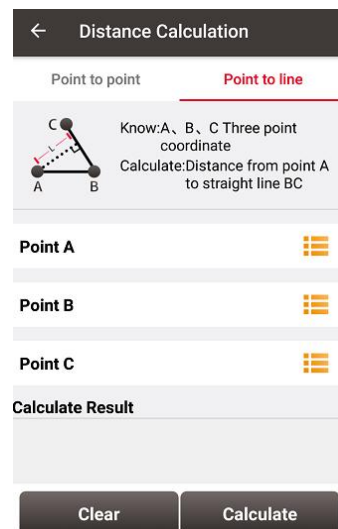 ← Distance Calculation
Point to point Point to line
Know:A、B、C Three point
coordinate
Calculate:Distance from point A
to straight line BC
C
L
A B
Point A
Point B
Point C
Calculate Result
Clear Calculate